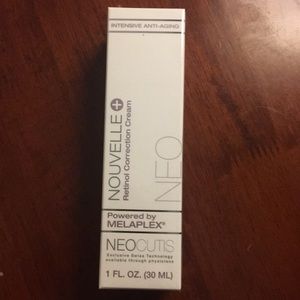 INTENSIVE ANTI-AGING
NOUVELLE+
Retinol Correction Cream
NEO
Powered by
MELAPLEX®
NEOCUTIS
Exclusive Swiss Technology
available through physicians
1 FL. OZ. (30 ML)